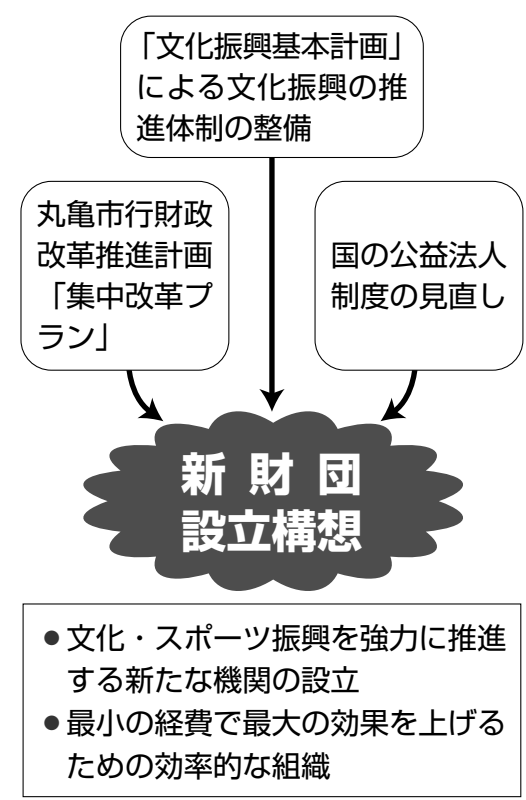 「文化振興基本計画」
による文化振興の推
進体制の整備
丸亀市行財政
改革推進計画
「集中改革プ
ラン」
国の公益法人
制度の見直し
新財団
設立構想
●文化・スポーツ振興を強力に推進
する新たな機関の設立
●最小の経費で最大の効果を上げる
ための効率的な組織